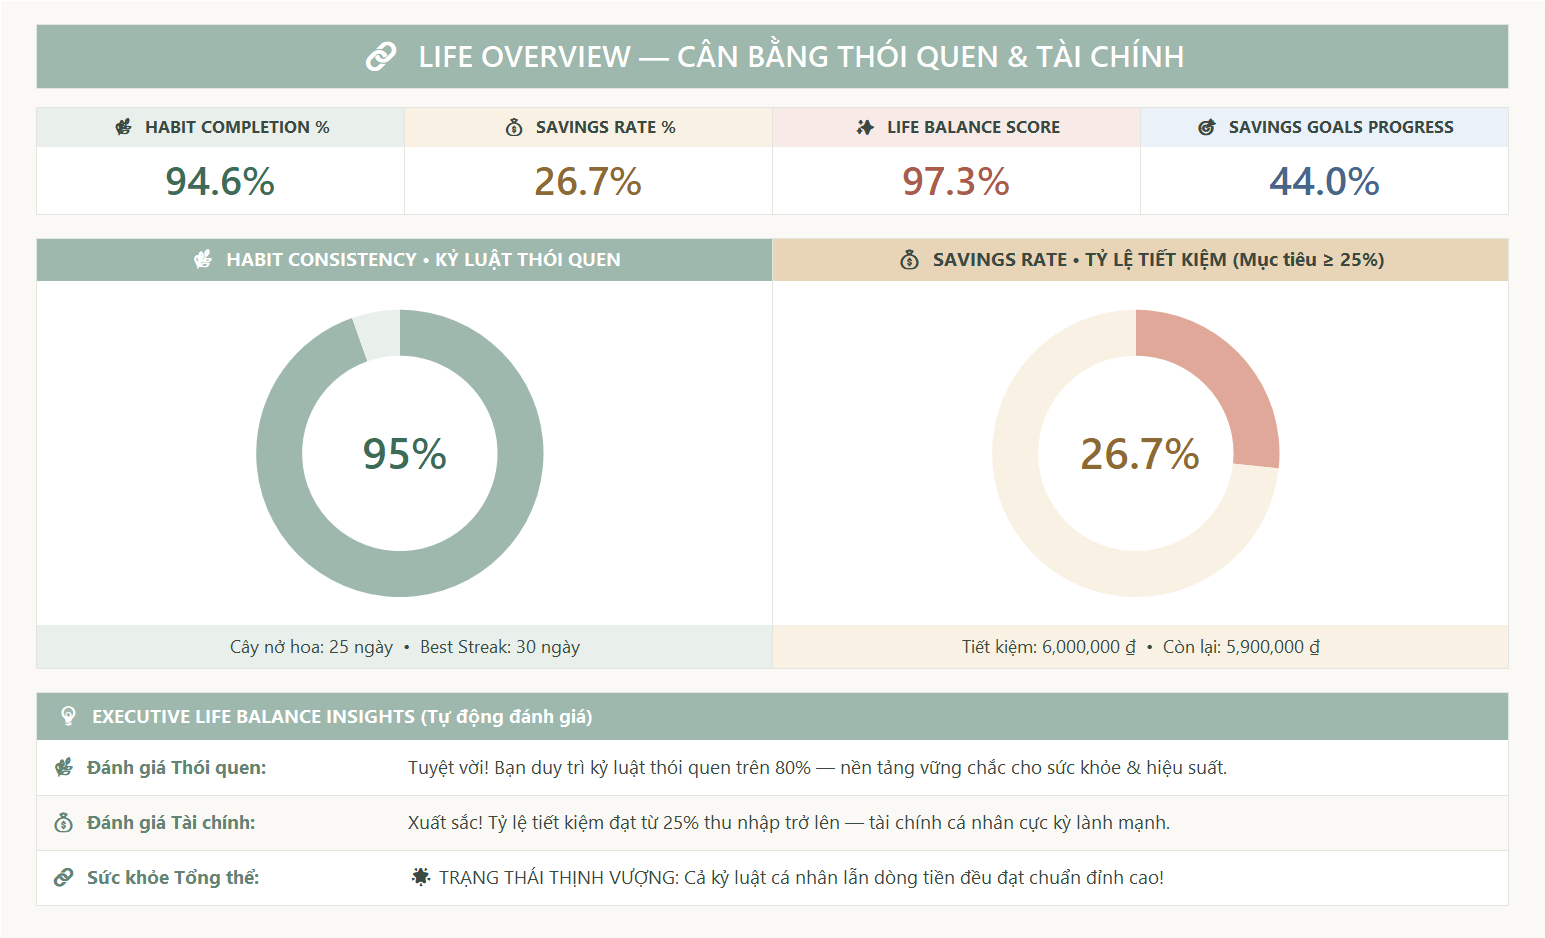 LIFE OVERVIEW — CÂN BẰNG THÓI QUEN & TÀI CHÍNH
HABIT COMPLETION %
SAVINGS RATE %
LIFE BALANCE SCORE
SAVINGS GOALS PROGRESS
94.6%
26.7%
97.3%
44.0%
HABIT CONSISTENCY • KỶ LUẬT THÓI QUEN
SAVINGS RATE • TỶ LỆ TIẾT KIỆM (Mục tiêu ≥ 25%)
95%
26.7%
Cây nở hoa: 25 ngày • Best Streak: 30 ngày
Tiết kiệm: 6,000,000 ₫ • Còn lại: 5,900,000 ₫
EXECUTIVE LIFE BALANCE INSIGHTS (Tự động đánh giá)
Đánh giá Thói quen: Tuyệt vời! Bạn duy trì kỷ luật thói quen trên 80% — nền tảng vững chắc cho sức khỏe & hiệu suất.
Đánh giá Tài chính: Xuất sắc! Tỷ lệ tiết kiệm đạt từ 25% thu nhập trở lên — tài chính cá nhân cực kỳ lành mạnh.
Sức khỏe Tổng thể: TRẠNG THÁI THỊNH VƯỢNG: Cả kỷ luật cá nhân lẫn dòng tiền đều đạt chuẩn đỉnh cao!